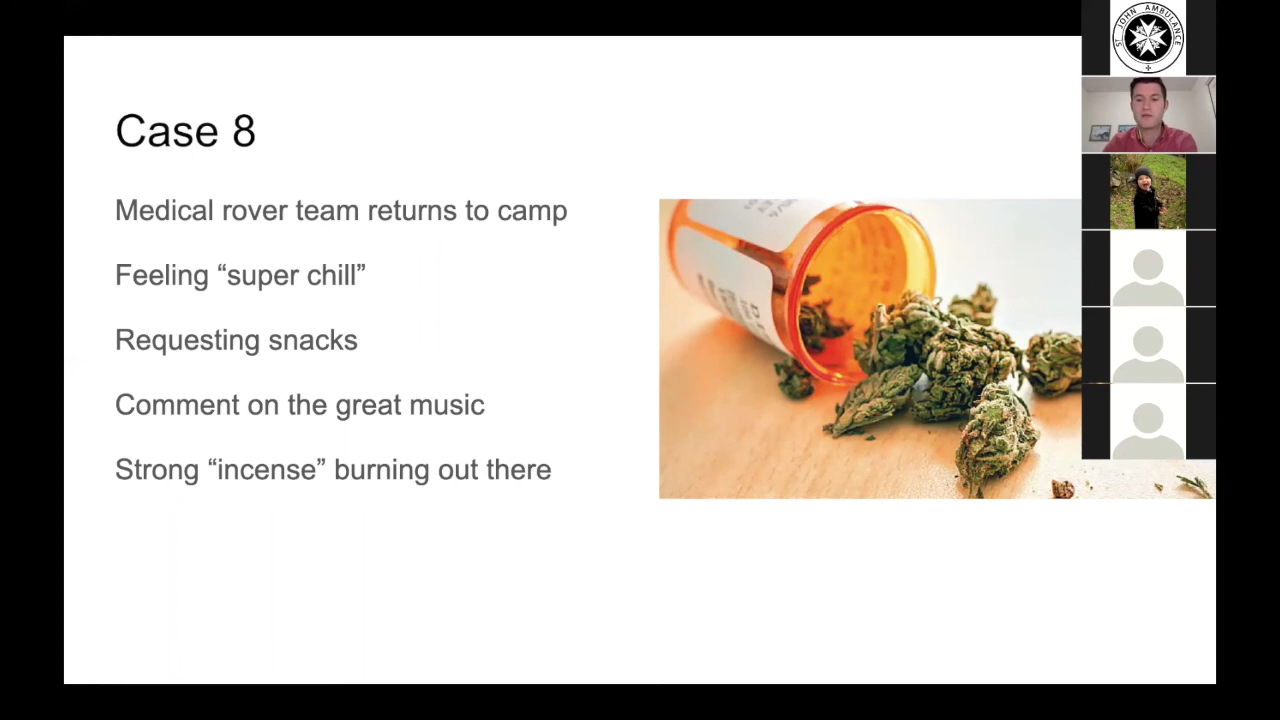 Case 8
Medical rover team returns to camp
Feeling “super chill”
Requesting snacks
Comment on the great music
Strong “incense” burning out there
ST JOHN AMBULANCE